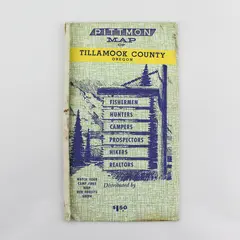 PITTMON
MAP
OF
TILLAMOOK COUNTY
OREGON
FISHERMEN
HUNTERS
CAMPERS
PROSPECTORS
HIKERS
REALTORS
Distributed by
$1.50